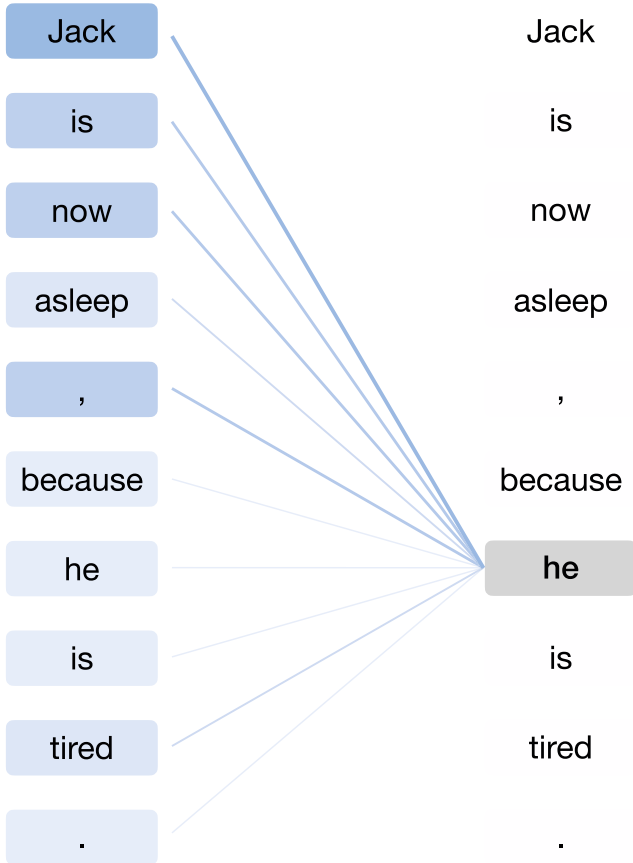 Jack Jack
is is
now now
asleep asleep
, ,
because because
he he
is is
tired tired
. .